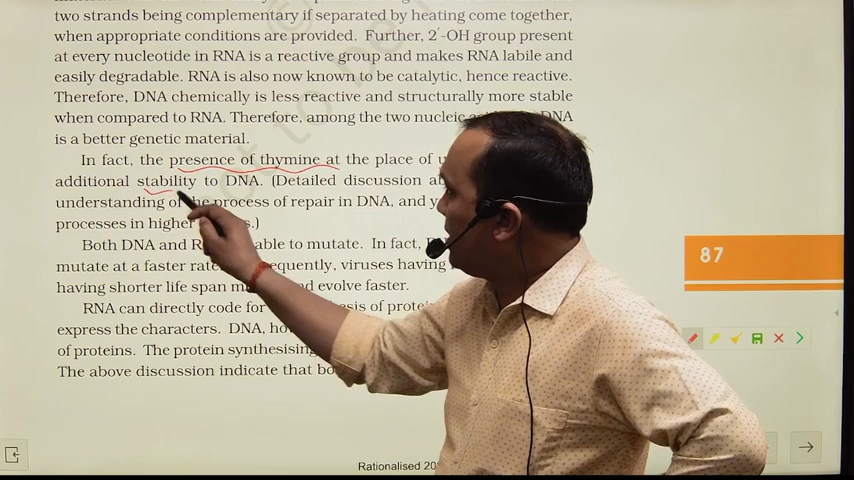 two strands being complementary if separated by heating come together,
when appropriate conditions are provided. Further, 2'-OH group present
at every nucleotide in RNA is a reactive group and makes RNA labile and
easily degradable. RNA is also now known to be catalytic, hence reactive.
Therefore, DNA chemically is less reactive and structurally more stable
when compared to RNA. Therefore, among the two nucleic DNA
is a better genetic material.
In fact, the presence of thymine at the place of
additional stability to DNA. (Detailed discussion
understanding of the process of repair in DNA, and
processes in higher
Both DNA and able to mutate. In fact,
mutate at a faster rate. viruses having
having shorter life span and evolve faster.
RNA can directly code for of
express the characters. DNA,
of proteins. The protein synthesising
The above discussion indicate that
87
Rationalised